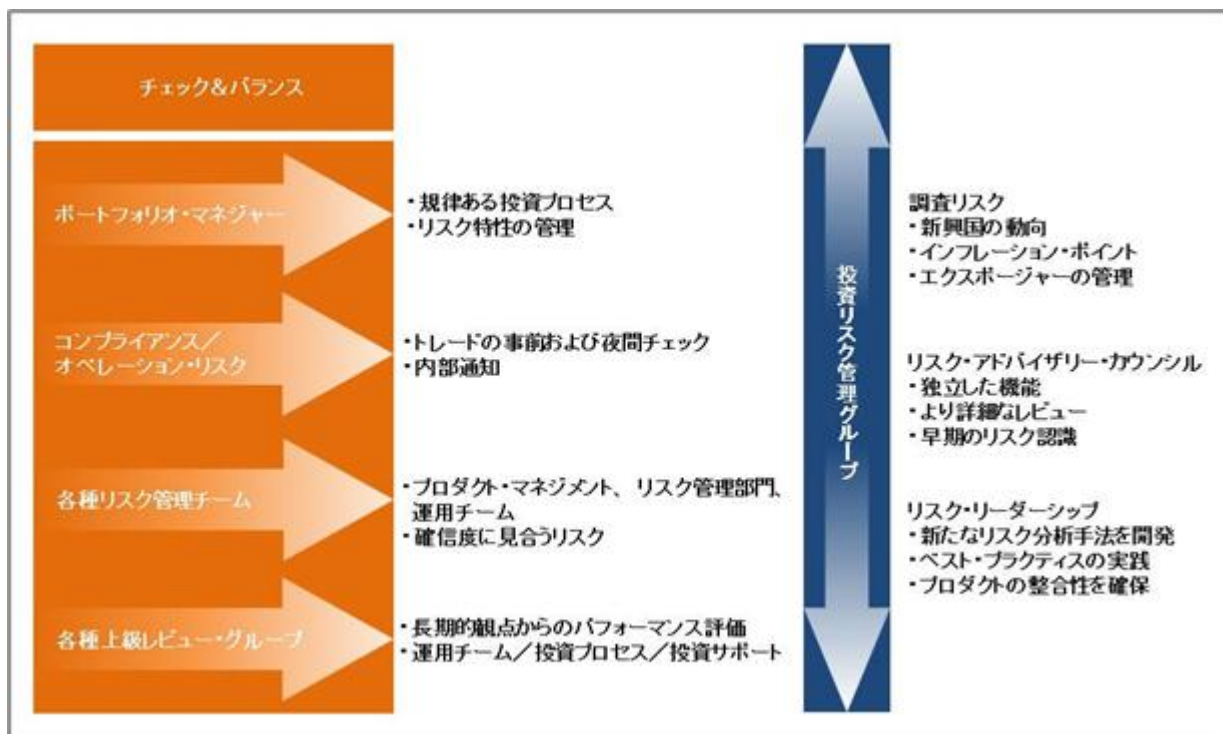 チェック&バランス
ポートフォリオ・マネジャー
・規律ある投資プロセス
・リスク特性の管理
コンプライアンス／
オペレーション・リスク
・トレードの事前および夜間チェック
・内部通知
各種リスク管理チーム
・プロダクト・マネジメント、リスク管理部門、
運用チーム
・確信度に見合うリスク
各種上級レビュー・グループ
・長期的観点からのパフォーマンス評価
・運用チーム／投資プロセス／投資サポート
投資リスク管理グループ
調査リスク
・新興国の動向
・インフレーション・ポイント
・エクスポージャーの管理
リスク・アドバイザリー・カウンシル
・独立した機能
・より詳細なレビュー
・早期のリスク認識
リスク・リーダーシップ
・新たなリスク分析手法を開発
・ベスト・プラクティスの実践
・プロダクトの整合性を確保